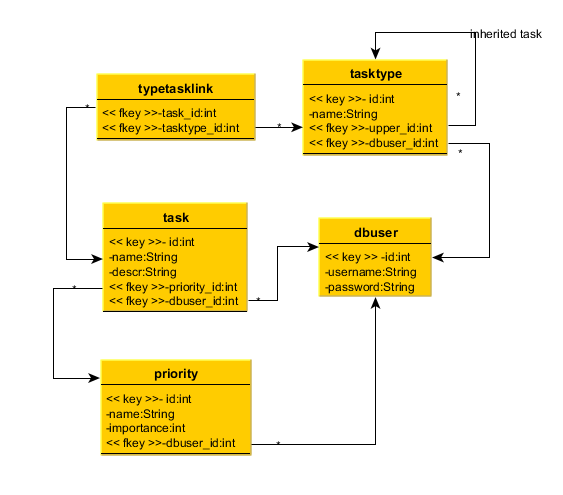 inherited task
typetasklink
<< fkey >>-task_id:int
<< fkey >>-tasktype_id:int
*
*
tasktype
<< key >>- id:int
-name:String
<< fkey >>-upper_id:int
<< fkey >>-dbuser_id:int
*
*
task
<< key >>- id:int
-name:String
-descr:String
<< fkey >>-priority_id:int
<< fkey >>-dbuser_id:int
*
*
dbuser
<< key >> -id:int
-username:String
-password:String
priority
<< key >>- id:int
-name:String
-importance:int
<< fkey >>-dbuser_id:int
*